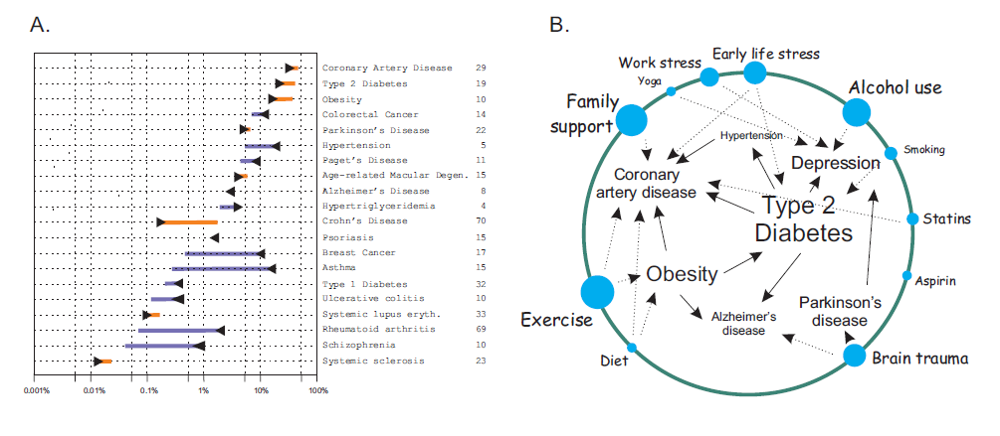 A.
Coronary Artery Disease 29
Type 2 Diabetes 19
Obesity 10
Colorectal Cancer 14
Parkinson's Disease 22
Hypertension 5
Paget's Disease 11
Age-related Macular Degen. 15
Alzheimer's Disease 8
Hypertriglyceridemia 4
Crohn's Disease 70
Psoriasis 15
Breast Cancer 17
Asthma 15
Type 1 Diabetes 32
Ulcerative colitis 10
Systemic lupus eryth. 33
Rheumatoid arthritis 69
Schizophrenia 10
Systemic sclerosis 23
0.001% 0.01% 0.1% 1% 10% 100%
B.
Early life stress
Work stress
Yoga
Alcohol use
Family
support
Hypertension
Smoking
Depression
Coronary
artery disease
Type 2
Diabetes
Statins
Obesity
Aspirin
Exercise
Parkinson's
disease
Alzheimer's
disease
Diet
Brain trauma